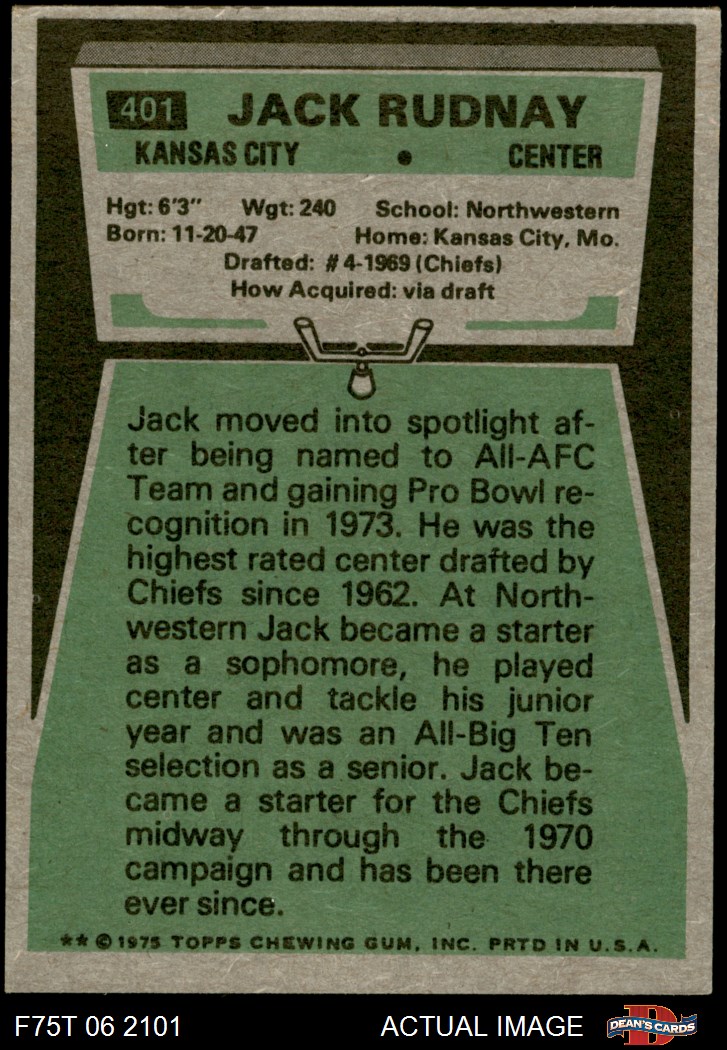 401 JACK RUDNAY
KANSAS CITY • CENTER
Hgt: 6'3" Wgt: 240 School: Northwestern
Born: 11-20-47 Home: Kansas City, Mo.
Drafted: #4-1969 (Chiefs)
How Acquired: via draft
Jack moved into spotlight af-
ter being named to All-AFC
Team and gaining Pro Bowl re-
cognition in 1973. He was the
highest rated center drafted by
Chiefs since 1962. At North-
western Jack became a starter
as a sophomore, he played
center and tackle his junior
year and was an All-Big Ten
selection as a senior. Jack be-
came a starter for the Chiefs
midway through the 1970
campaign and has been there
ever since.
** © 1975 TOPPS CHEWING GUM, INC. PRTD IN U.S.A.
F75T 06 2101 ACTUAL IMAGE DEAN'S CARDS